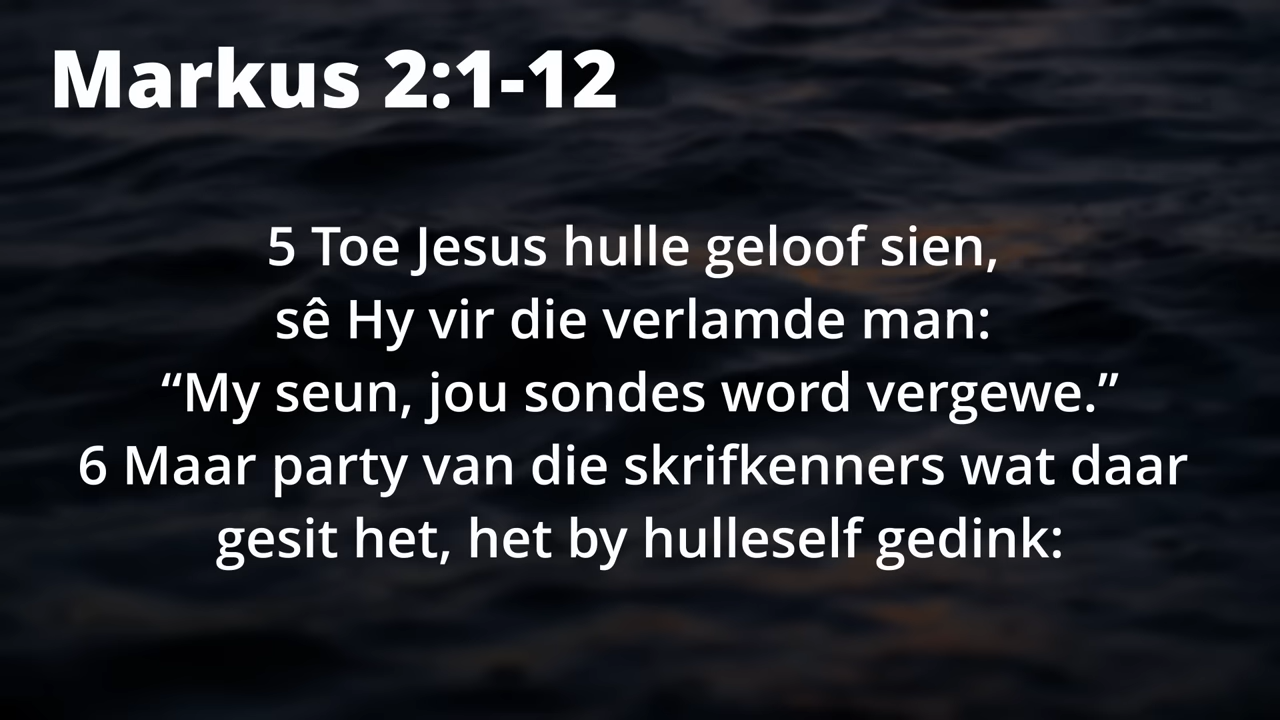 Markus 2:1-12
5 Toe Jesus hulle geloof sien,
sê Hy vir die verlamde man:
“My seun, jou sondes word vergewe.”
6 Maar party van die skrifkenners wat daar
gesit het, het by hulleself gedink: